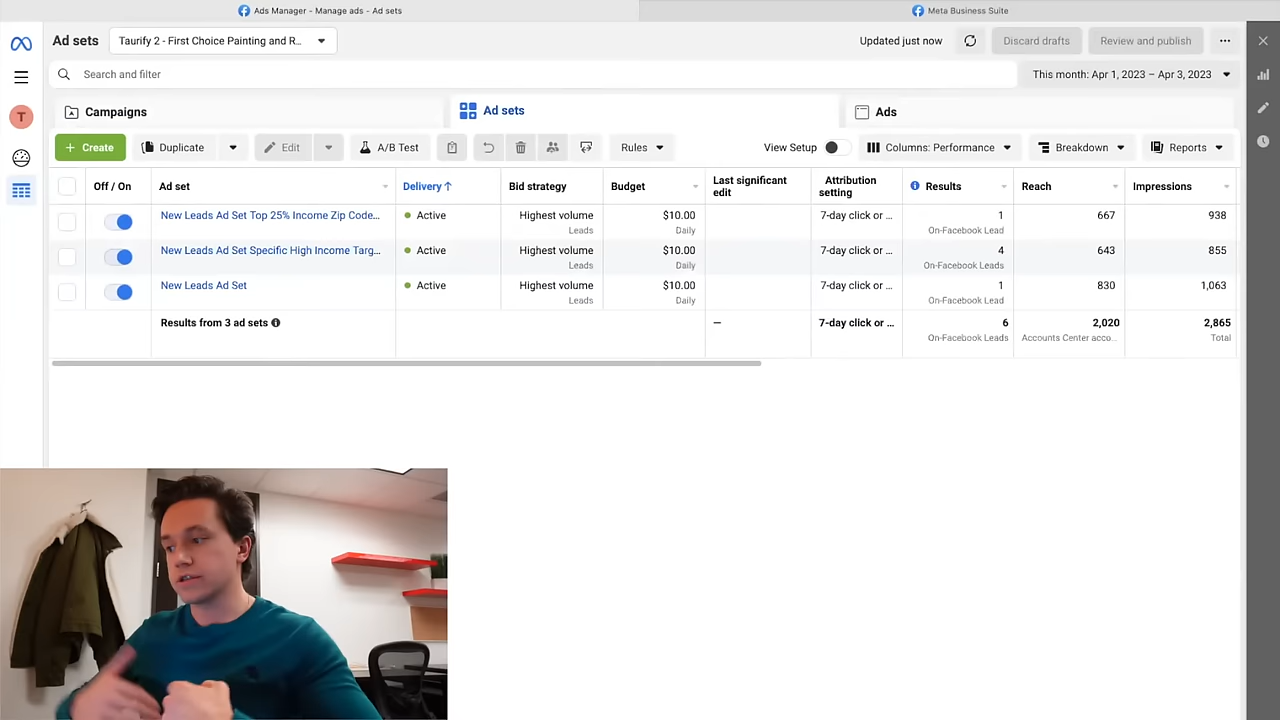 Ads Manager - Manage ads - Ad sets
Meta Business Suite
Ad sets
Taurify 2 - First Choice Painting and R...
Updated just now
Discard drafts
Review and publish
Search and filter
This month: Apr 1, 2023 – Apr 3, 2023
T
Campaigns
Ad sets
Ads
+ Create
Duplicate
Edit
A/B Test
Rules
View Setup
Columns: Performance
Breakdown
Reports
Off / On
Ad set
Delivery ↑
Bid strategy
Budget
Last significant
edit
Attribution
setting
Results
Reach
Impressions
New Leads Ad Set Top 25% Income Zip Code...
Active
Highest volume
Leads
$10.00
Daily
7-day click or ...
1
On-Facebook Lead
667
938
New Leads Ad Set Specific High Income Targ...
Active
Highest volume
Leads
$10.00
Daily
7-day click or ...
4
On-Facebook Leads
643
855
New Leads Ad Set
Active
Highest volume
Leads
$10.00
Daily
7-day click or ...
1
On-Facebook Lead
830
1,063
Results from 3 ad sets
—
7-day click or ...
6
On-Facebook Leads
2,020
Accounts Center acco...
2,865
Total